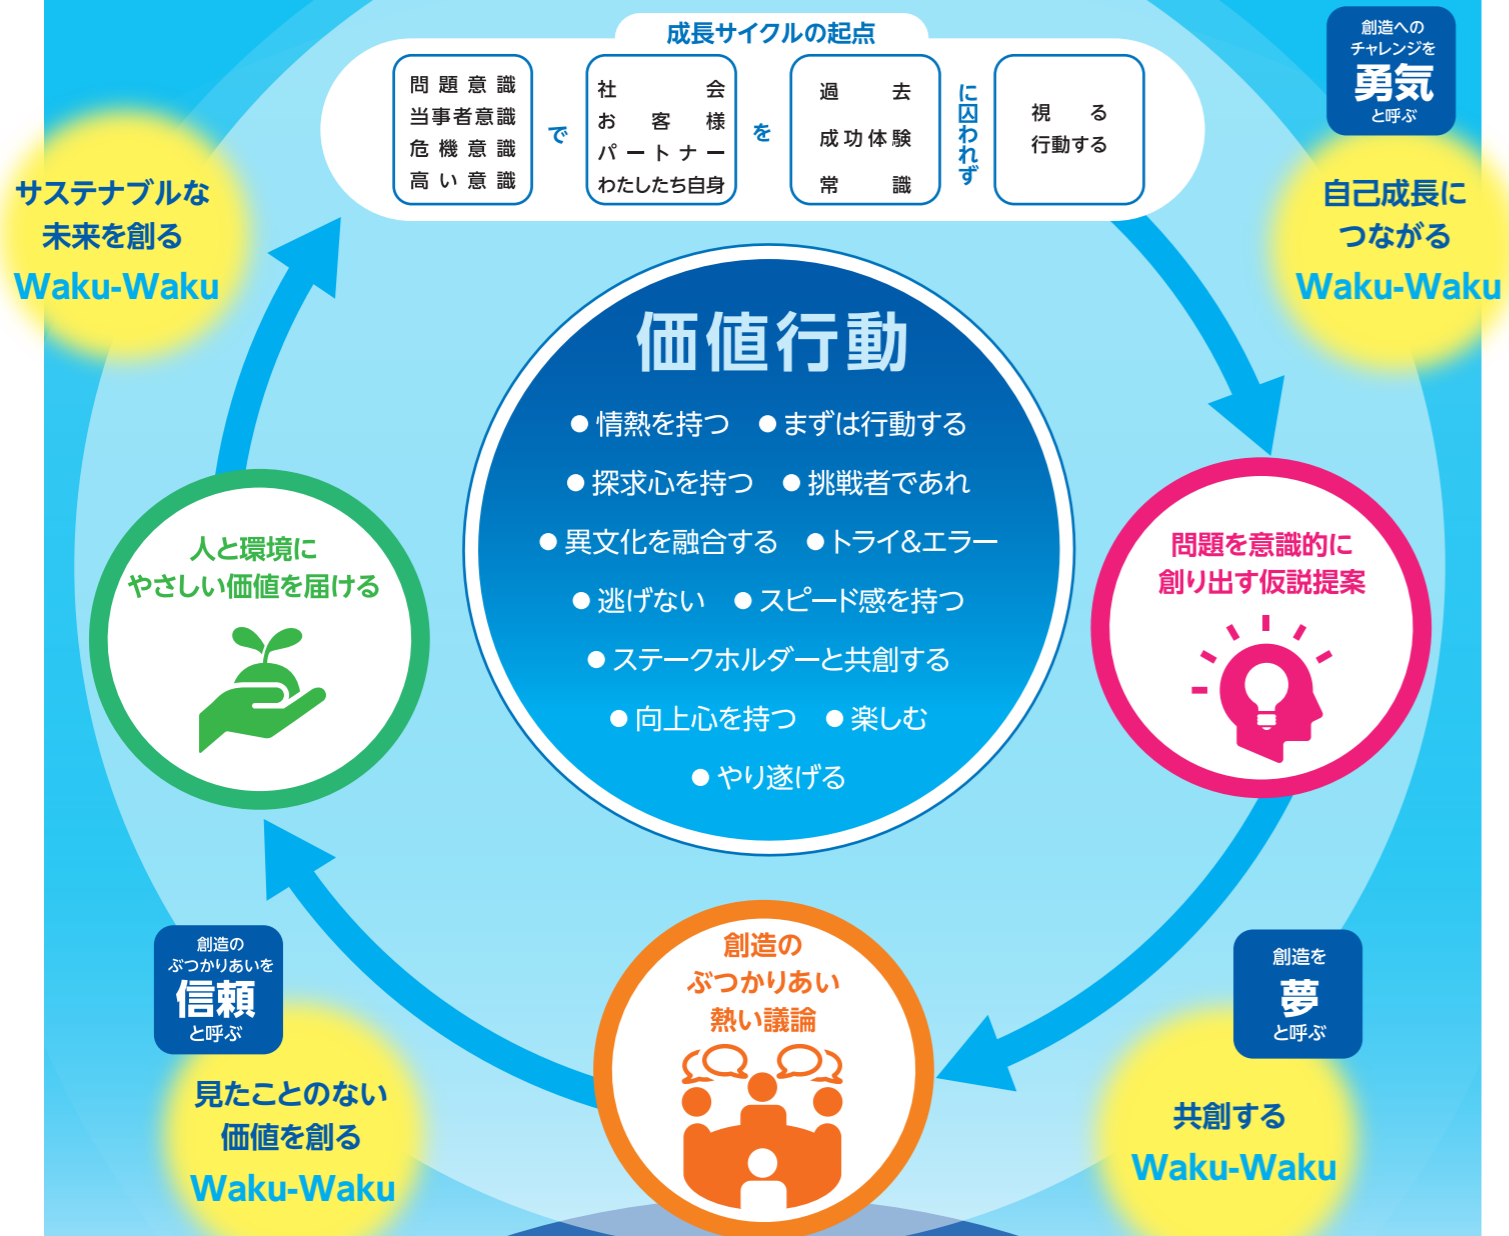 成長サイクルの起点
問題意識
当事者意識
危機意識
高い意識
で
社会
お客様
パートナー
わたしたち自身
を
過去
成功体験
常識
に囚われず
視る
行動する
創造への
チャレンジを
勇気
と呼ぶ
サステナブルな
未来を創る
Waku-Waku
自己成長に
つながる
Waku-Waku
価値行動
● 情熱を持つ ● まずは行動する
● 探求心を持つ ● 挑戦者であれ
● 異文化を融合する ● トライ&エラー
● 逃げない ● スピード感を持つ
● ステークホルダーと共創する
● 向上心を持つ ● 楽しむ
● やり遂げる
人と環境に
やさしい価値を届ける
問題を意識的に
創り出す仮説提案
創造の
ぶつかりあい
熱い議論
創造の
ぶつかりあいを
信頼
と呼ぶ
見たことのない
価値を創る
Waku-Waku
創造を
夢
と呼ぶ
共創する
Waku-Waku